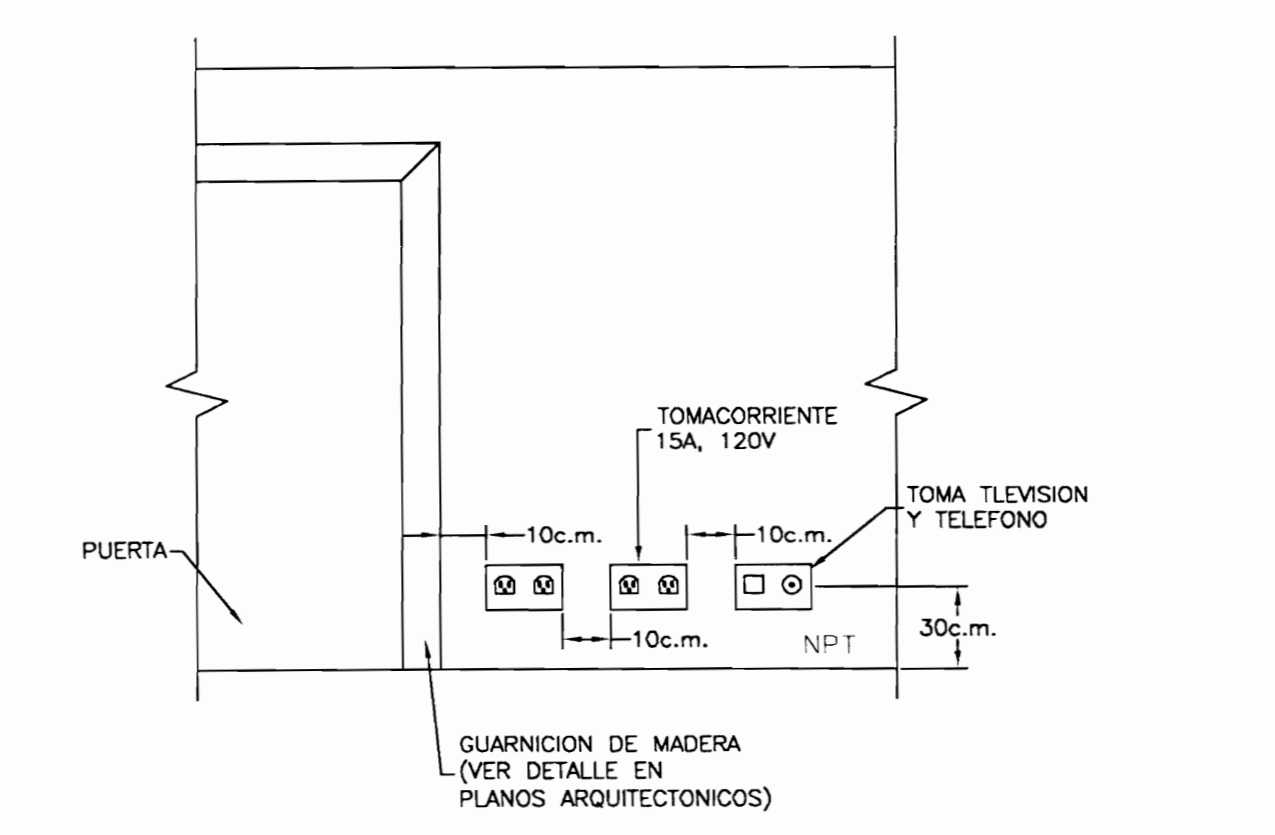 TOMACORRIENTE
15A, 120V
TOMA TLEVISION
Y TELEFONO
10c.m.
10c.m.
PUERTA
10c.m.
30c.m.
NPT
GUARNICION DE MADERA
(VER DETALLE EN
PLANOS ARQUITECTONICOS)